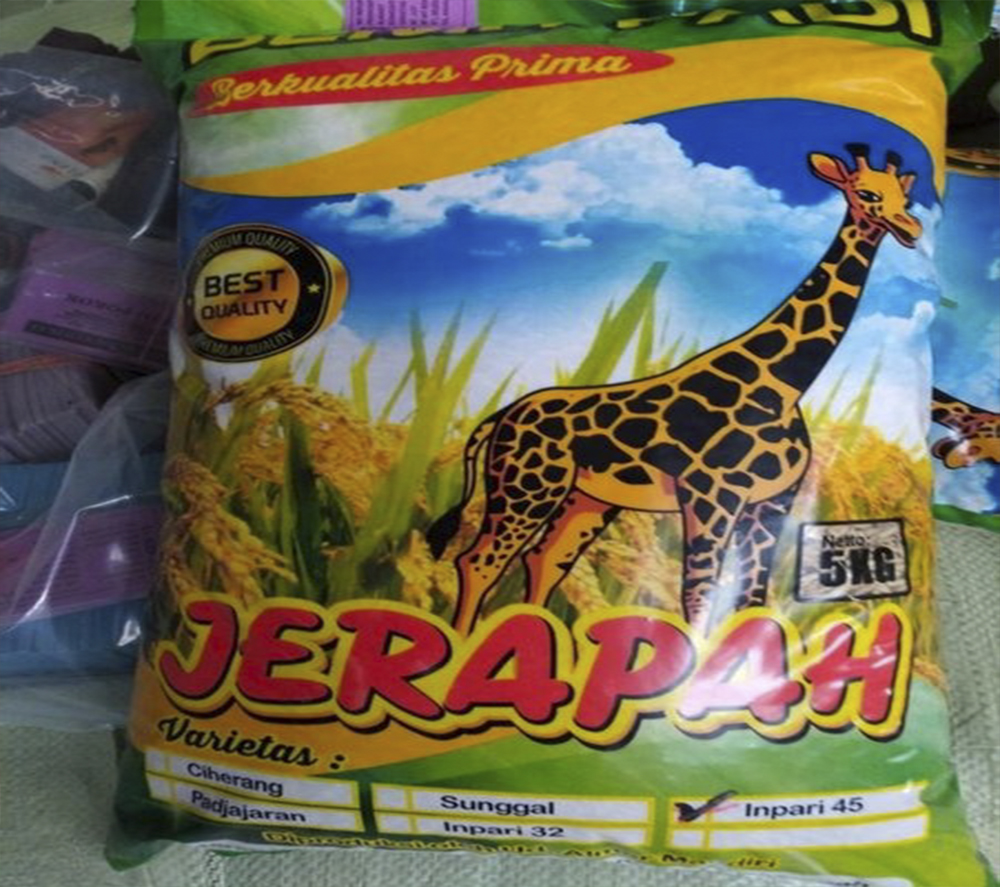 Berkualitas Prima
PREMIUM QUALITY
BEST
QUALITY
PREMIUM QUALITY
Netto:
5KG
JERAPAH
Varietas :
Ciherang
Sunggal
Inpari 45
Padjajaran
Inpari 32